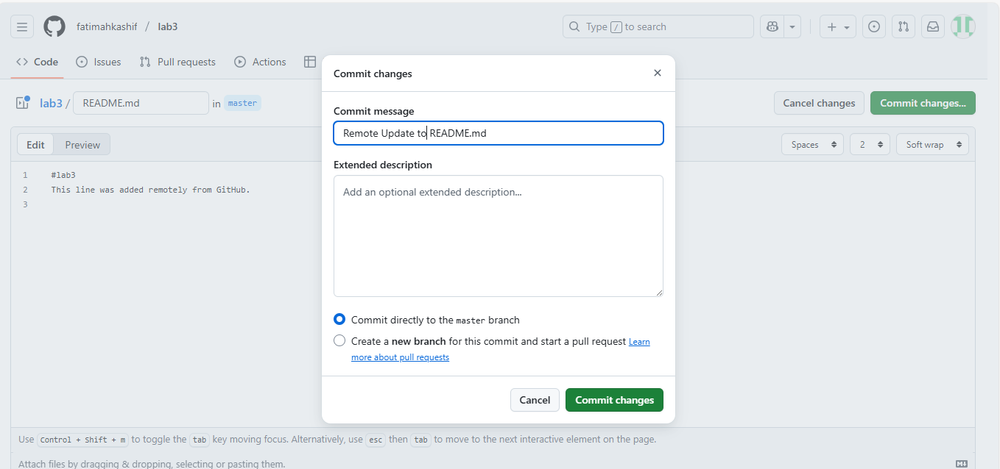 fatimahkashif / lab3
Type / to search
Code Issues Pull requests Actions
lab3 / README.md in master
Cancel changes Commit changes...
Edit Preview
Spaces 2 Soft wrap
1 #lab3
2 This line was added remotely from GitHub.
3
Commit changes
Commit message
Remote Update to README.md
Extended description
Add an optional extended description...
Commit directly to the master branch
Create a new branch for this commit and start a pull request Learn
more about pull requests
Cancel Commit changes
Use Control + Shift + m to toggle the tab key moving focus. Alternatively, use esc then tab to move to the next interactive element on the page.
Attach files by dragging & dropping, selecting or pasting them.